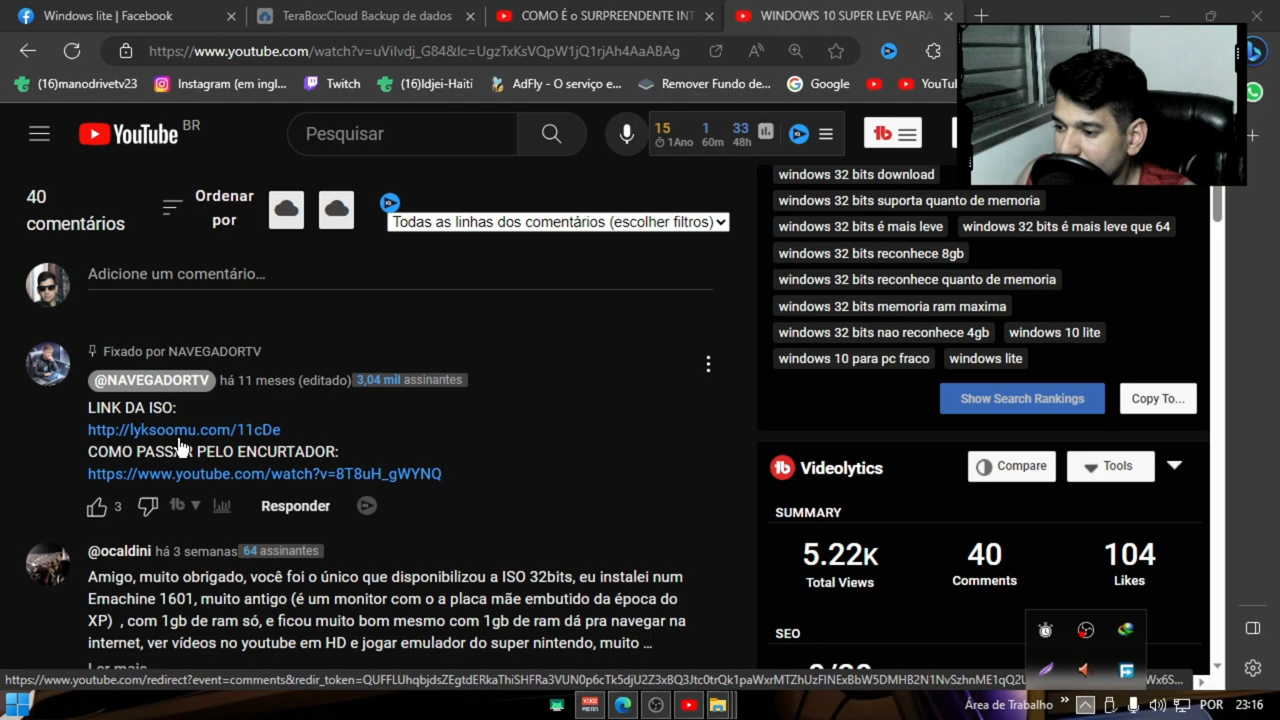 Windows lite | Facebook
TeraBox:Cloud Backup de dados
COMO É o SURPREENDENTE INT
WINDOWS 10 SUPER LEVE PARA
https://www.youtube.com/watch?v=uViIvdj_G84&lc=UgzTxKsVQpW1jQ1rjAh4AaABAg
(16)manodrivetv23
Instagram (em ingl...
Twitch
(16)Idjei-Haiti
AdFly - O serviço e...
Remover Fundo de...
Google
YouTu
YouTube BR
Pesquisar
15 1 33
1Ano 60m 48h
40
comentários
Ordenar
por
Todas as linhas dos comentários (escolher filtros)
Adicione um comentário...
Fixado por NAVEGADORTV
@NAVEGADORTV há 11 meses (editado) 3,04 mil assinantes
LINK DA ISO:
http://lyksoomu.com/11cDe
COMO PASSAR PELO ENCURTADOR:
https://www.youtube.com/watch?v=8T8uH_gWYNQ
3
Responder
@ocaldini há 3 semanas 64 assinantes
Amigo, muito obrigado, você foi o único que disponibilizou a ISO 32bits, eu instalei num
Emachine 1601, muito antigo (é um monitor com o a placa mãe embutido da época do
XP) , com 1gb de ram só, e ficou muito bom mesmo com 1gb de ram dá pra navegar na
internet, ver vídeos no youtube em HD e jogar emulador do super nintendo, muito ...
Ler mais
windows 32 bits download
windows 32 bits suporta quanto de memoria
windows 32 bits é mais leve
windows 32 bits é mais leve que 64
windows 32 bits reconhece 8gb
windows 32 bits reconhece quanto de memoria
windows 32 bits memoria ram maxima
windows 32 bits nao reconhece 4gb
windows 10 lite
windows 10 para pc fraco
windows lite
Show Search Rankings
Copy To...
Videolytics
Compare
Tools
SUMMARY
5.22K
Total Views
40
Comments
104
Likes
SEO
Área de Trabalho
POR
23:16